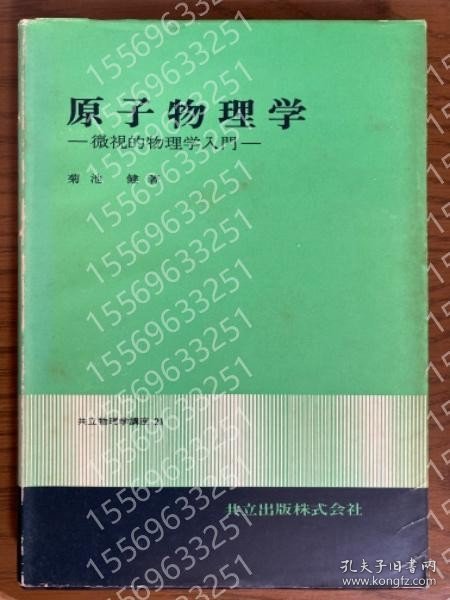 原子物理学
—微視的物理学入門—
菊池 健著
共立物理学講座 21
共立出版株式会社
15569633251
孔夫子旧书网
www.kongfz.com